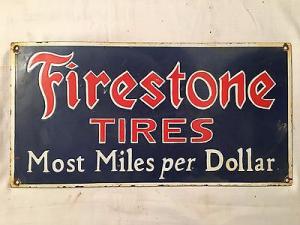 Firestone
TIRES
Most Miles per Dollar